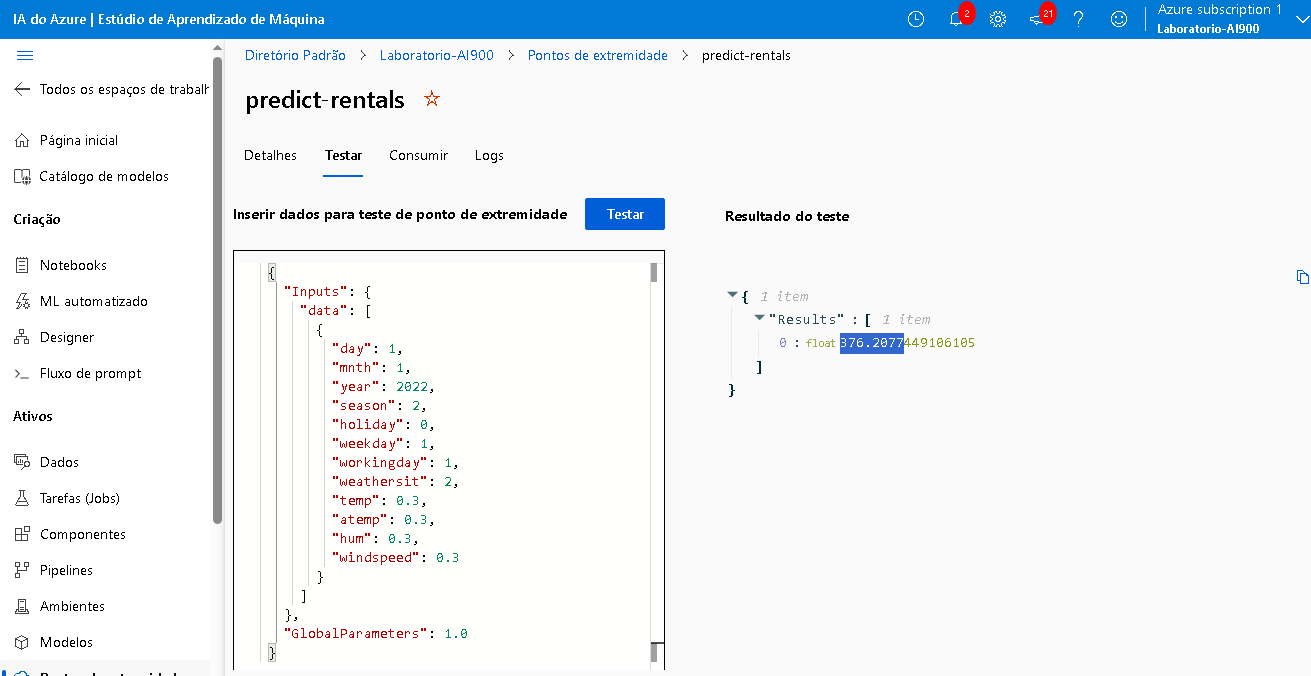 IA do Azure | Estúdio de Aprendizado de Máquina
2
21
Azure subscription 1
Laboratorio-AI900
Todos os espaços de trabalh
Página inicial
Catálogo de modelos
Criação
Notebooks
ML automatizado
Designer
Fluxo de prompt
Ativos
Dados
Tarefas (Jobs)
Componentes
Pipelines
Ambientes
Modelos
Diretório Padrão > Laboratorio-AI900 > Pontos de extremidade > predict-rentals
predict-rentals
Detalhes Testar Consumir Logs
Inserir dados para teste de ponto de extremidade
Testar
{
"Inputs": {
"data": [
{
"day": 1,
"mnth": 1,
"year": 2022,
"season": 2,
"holiday": 0,
"weekday": 1,
"workingday": 1,
"weathersit": 2,
"temp": 0.3,
"atemp": 0.3,
"hum": 0.3,
"windspeed": 0.3
}
]
},
"GlobalParameters": 1.0
}
Resultado do teste
{ 1 item
"Results" : [ 1 item
0 : float 376.2077449106105
]
}